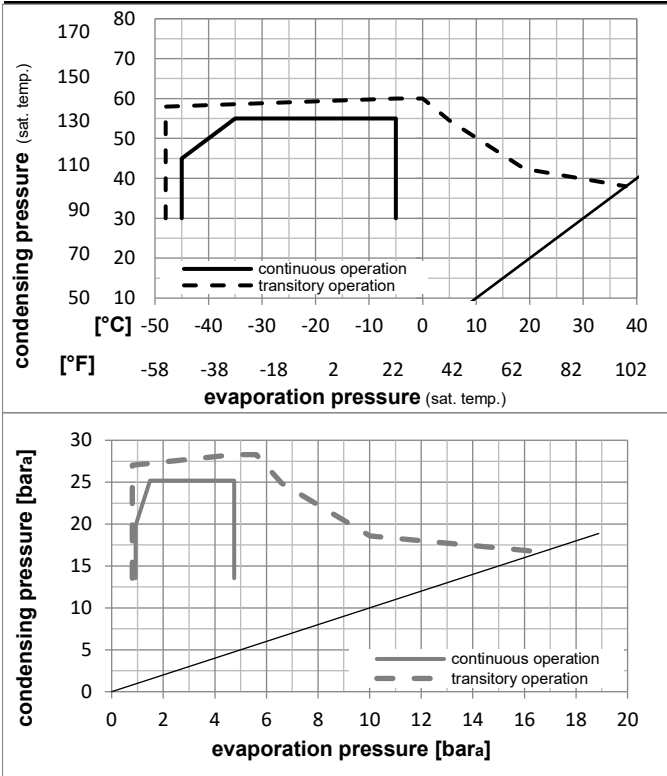 170
150
130
110
90
70
50
condensing pressure (sat. temp.)
80
70
60
50
40
30
20
10
continuous operation
transitory operation
[°C] -50 -40 -30 -20 -10 0 10 20 30 40
[°F] -58 -38 -18 2 22 42 62 82 102
evaporation pressure (sat. temp.)
condensing pressure [bara]
30
25
20
15
10
5
0
continuous operation
transitory operation
0 2 4 6 8 10 12 14 16 18 20
evaporation pressure [bara]